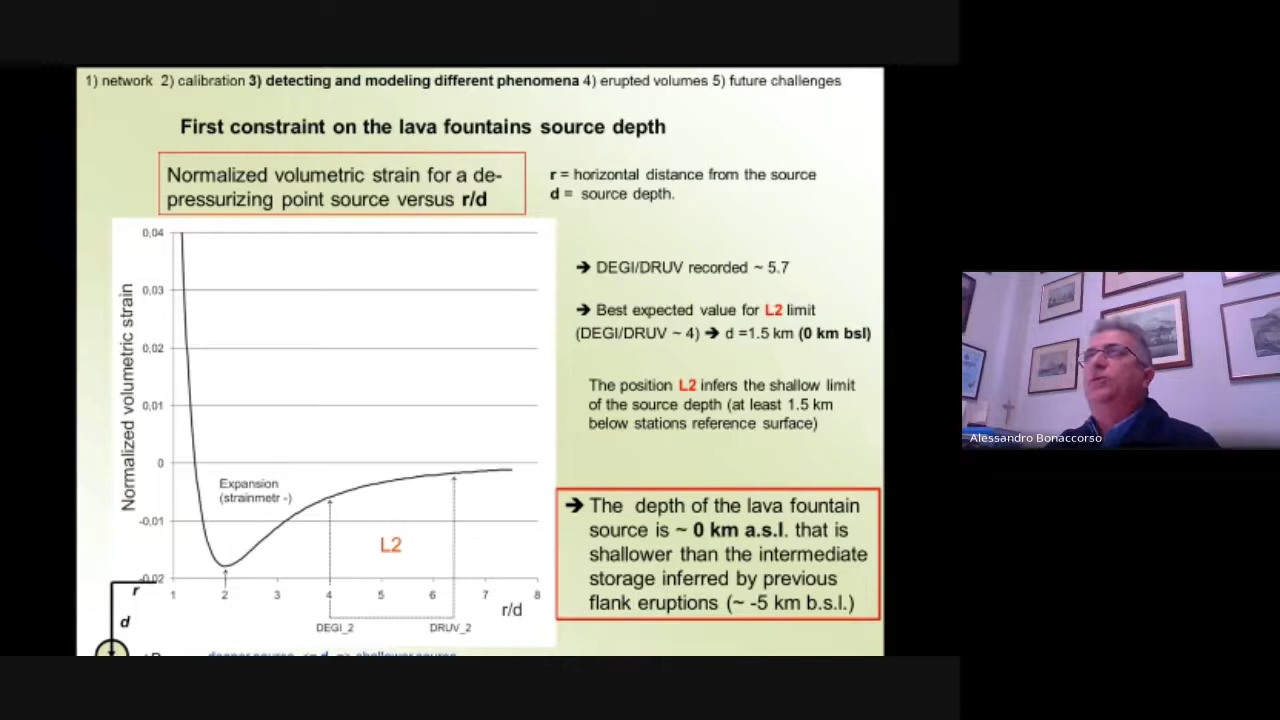 1) network 2) calibration 3) detecting and modeling different phenomena 4) erupted volumes 5) future challenges
First constraint on the lava fountains source depth
Normalized volumetric strain for a de-
pressurizing point source versus r/d
r = horizontal distance from the source
d = source depth.
0,04
0,03
0,02
0,01
0
-0,01
-0,02
Normalized volumetric strain
Expansion
(strainmetr -)
L2
1 2 3 4 5 6 7 8
r/d
DEGI_2 DRUV_2
r
d
➔ DEGI/DRUV recorded ~ 5.7
➔ Best expected value for L2 limit
(DEGI/DRUV ~ 4) ➔ d =1.5 km (0 km bsl)
The position L2 infers the shallow limit
of the source depth (at least 1.5 km
below stations reference surface)
➔ The depth of the lava fountain
source is ~ 0 km a.s.l. that is
shallower than the intermediate
storage inferred by previous
flank eruptions (~ -5 km b.s.l.)
deeper source <= d => shallower source
Alessandro Bonaccorso